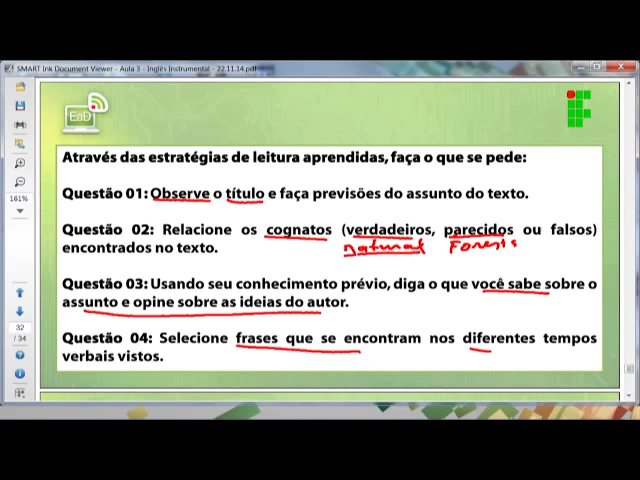 SMART Ink Document Viewer - Aula 3 - Inglês Instrumental - 22.11.14.pdf
EaD
Através das estratégias de leitura aprendidas, faça o que se pede:
Questão 01: Observe o título e faça previsões do assunto do texto.
Questão 02: Relacione os cognatos (verdadeiros, parecidos ou falsos)
encontrados no texto.
natural Forests
Questão 03: Usando seu conhecimento prévio, diga o que você sabe sobre o
assunto e opine sobre as ideias do autor.
Questão 04: Selecione frases que se encontram nos diferentes tempos
verbais vistos.
161%
32
/ 34